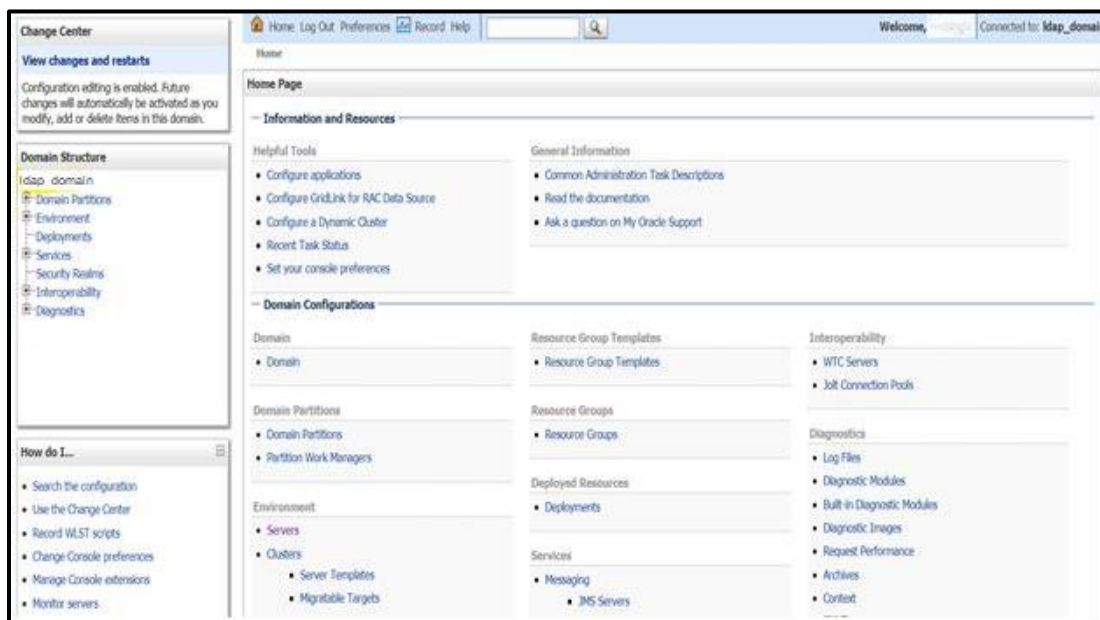 Change Center
View changes and restarts
Configuration editing is enabled. Future
changes will automatically be activated as you
modify, add or delete items in this domain.
Domain Structure
ldap_domain
Domain Partitions
Environment
Deployments
Services
Security Realms
Interoperability
Diagnostics
How do I...
Search the configuration
Use the Change Center
Record WLST scripts
Change Console preferences
Manage Console extensions
Monitor servers
Home Log Out Preferences Record Help
Welcome,
Connected to: ldap_domai
Home
Home Page
Information and Resources
Helpful Tools
Configure applications
Configure GridLink for RAC Data Source
Configure a Dynamic Cluster
Recent Task Status
Set your console preferences
General Information
Common Administration Task Descriptions
Read the documentation
Ask a question on My Oracle Support
Domain Configurations
Domain
Domain
Domain Partitions
Domain Partitions
Partition Work Managers
Environment
Servers
Clusters
Server Templates
Migratable Targets
Resource Group Templates
Resource Group Templates
Resource Groups
Resource Groups
Deployed Resources
Deployments
Services
Messaging
JMS Servers
Interoperability
WTC Servers
Jolt Connection Pools
Diagnostics
Log Files
Diagnostic Modules
Built-in Diagnostic Modules
Diagnostic Images
Request Performance
Archives
Context